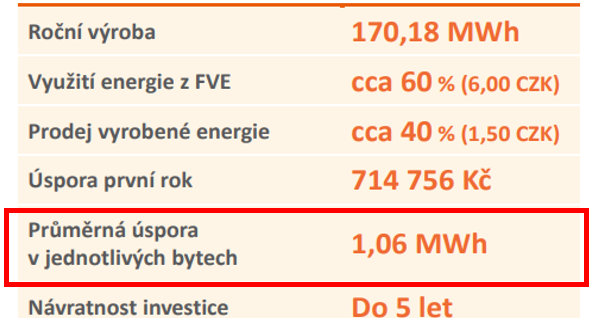 Roční výroba 170,18 MWh
Využití energie z FVE cca 60 % (6,00 CZK)
Prodej vyrobené energie cca 40 % (1,50 CZK)
Úspora první rok 714 756 Kč
Průměrná úspora
v jednotlivých bytech 1,06 MWh
Návratnost investice Do 5 let